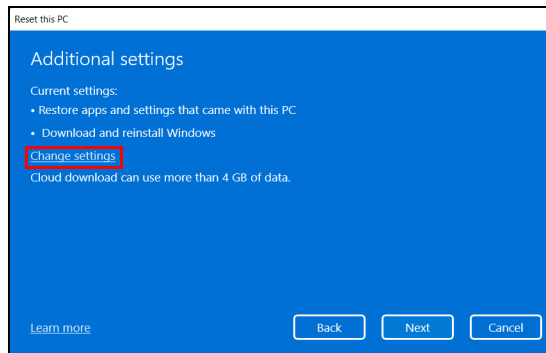 Reset this PC
Additional settings
Current settings:
• Restore apps and settings that came with this PC
• Download and reinstall Windows
Change settings
Cloud download can use more than 4 GB of data.
Learn more
Back
Next
Cancel